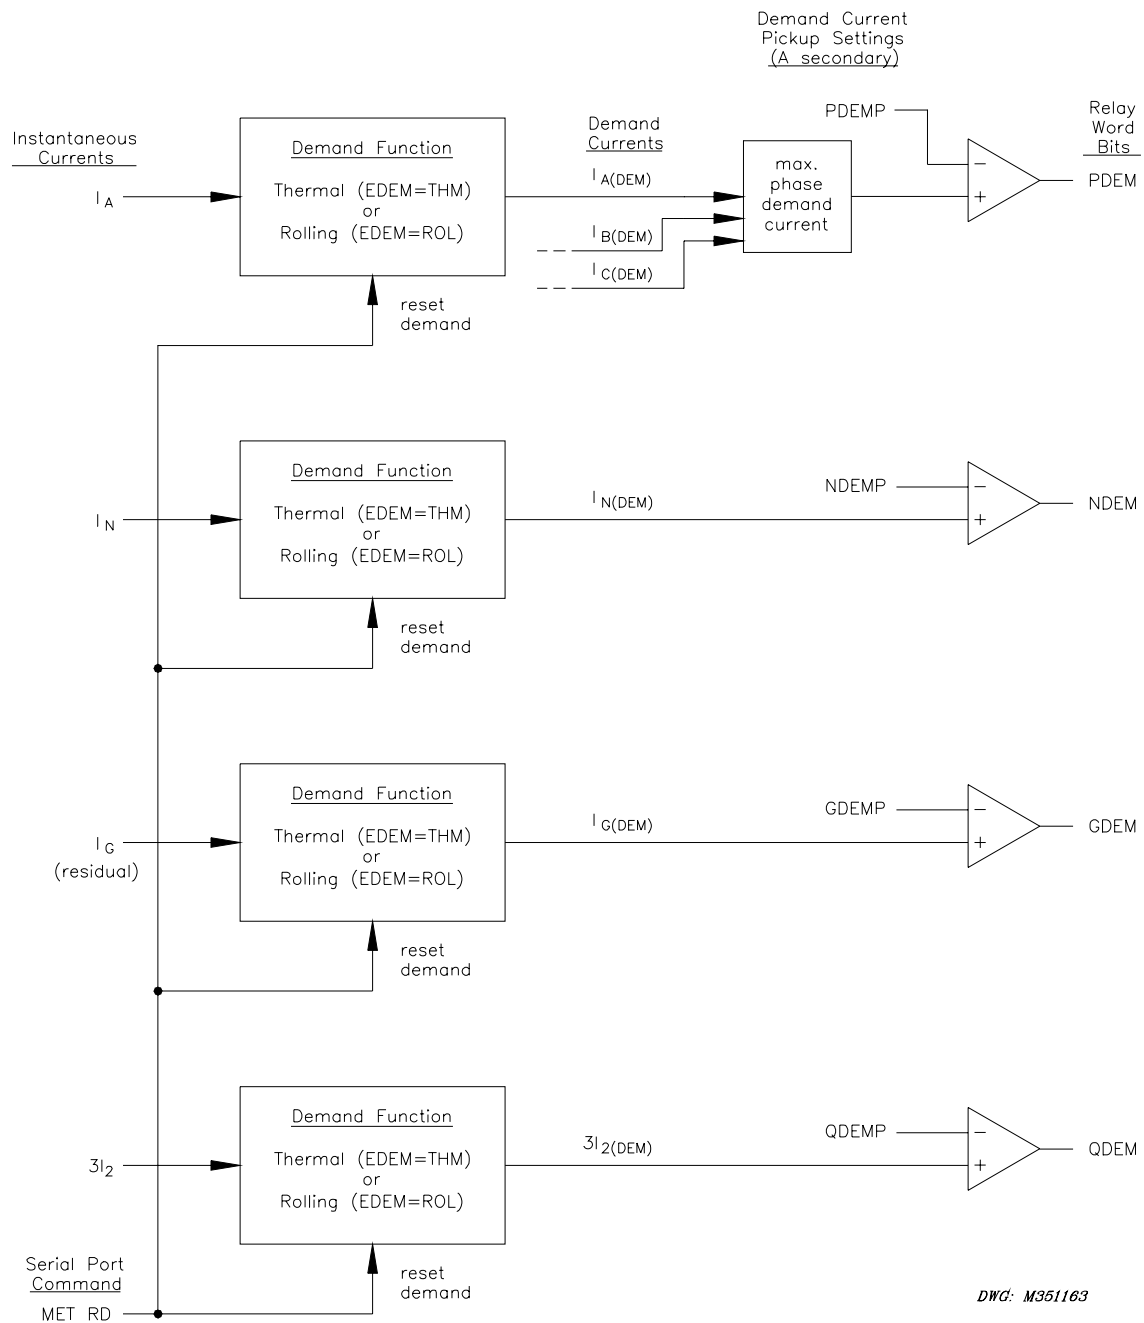 Demand Current
Pickup Settings
(A secondary)
PDEMP
Relay
Word
Bits
Instantaneous
Currents
Demand Function
Demand
Currents
I A
Thermal (EDEM=THM)
or
Rolling (EDEM=ROL)
I A(DEM)
I B(DEM)
I C(DEM)
max.
phase
demand
current
−
+
PDEM
reset
demand
I N
Demand Function
Thermal (EDEM=THM)
or
Rolling (EDEM=ROL)
I N(DEM)
NDEMP
−
+
NDEM
reset
demand
I G
(residual)
Demand Function
Thermal (EDEM=THM)
or
Rolling (EDEM=ROL)
I G(DEM)
GDEMP
−
+
GDEM
reset
demand
3I2
Demand Function
Thermal (EDEM=THM)
or
Rolling (EDEM=ROL)
3I2(DEM)
QDEMP
−
+
QDEM
Serial Port
Command
MET RD
reset
demand
DWG: M351163